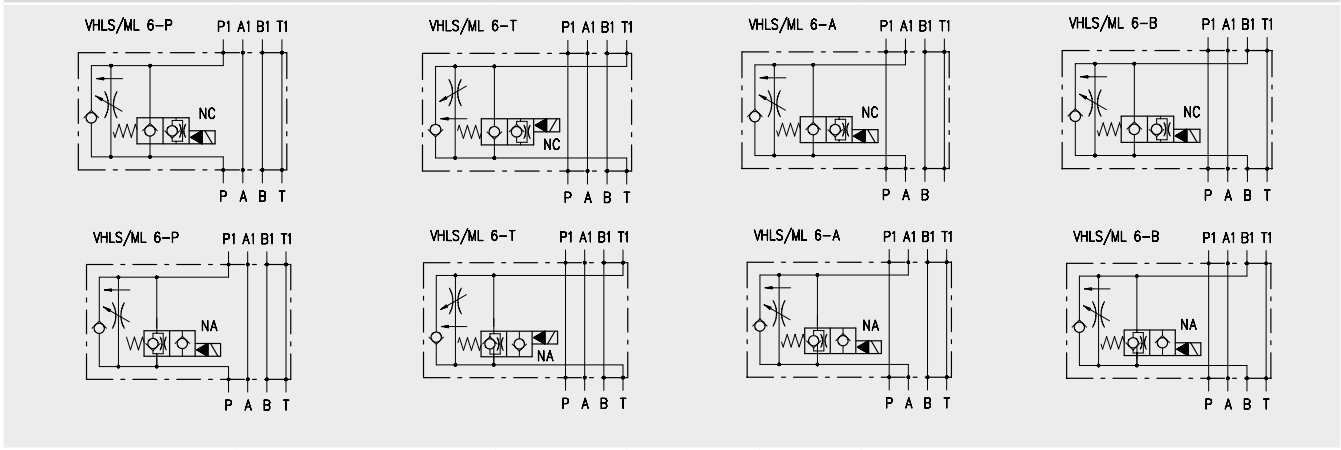 VHLS/ML 6-P P1 A1 B1 T1
NC
P A B T
VHLS/ML 6-T P1 A1 B1 T1
NC
P A B T
VHLS/ML 6-A P1 A1 B1 T1
NC
P A B
VHLS/ML 6-B P1 A1 B1 T1
NC
P A B T
VHLS/ML 6-P P1 A1 B1 T1
NA
P A B T
VHLS/ML 6-T P1 A1 B1 T1
NA
P A B T
VHLS/ML 6-A P1 A1 B1 T1
NA
P A B T
VHLS/ML 6-B P1 A1 B1 T1
NA
P A B T